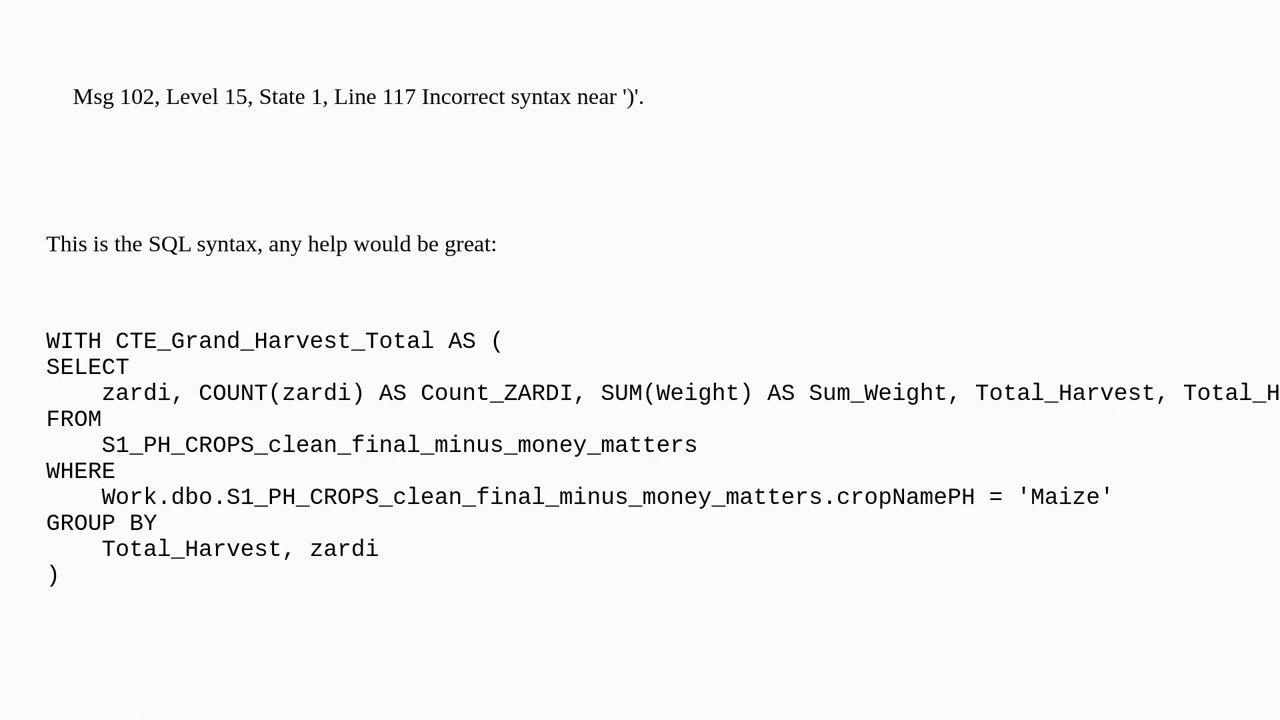 Msg 102, Level 15, State 1, Line 117 Incorrect syntax near ')'.
This is the SQL syntax, any help would be great:
WITH CTE_Grand_Harvest_Total AS (
SELECT
    zardi, COUNT(zardi) AS Count_ZARDI, SUM(Weight) AS Sum_Weight, Total_Harvest, Total_H
FROM
    S1_PH_CROPS_clean_final_minus_money_matters
WHERE
    Work.dbo.S1_PH_CROPS_clean_final_minus_money_matters.cropNamePH = 'Maize'
GROUP BY
    Total_Harvest, zardi
)